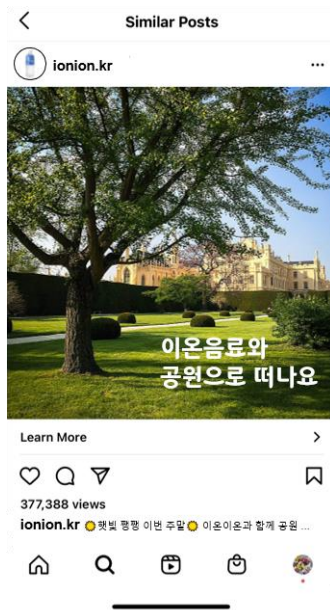 Similar Posts
ionion.kr
이온음료와
공원으로 떠나요
Learn More
377,388 views
ionion.kr 🌞햇빛 쨍쨍 이번 주말🌞 이온이온과 함께 공원 ...